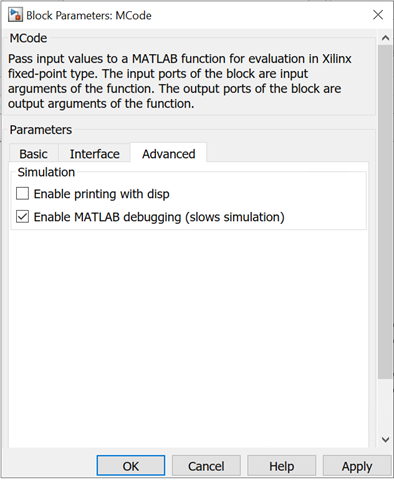 Block Parameters: MCode
MCode
Pass input values to a MATLAB function for evaluation in Xilinx
fixed-point type. The input ports of the block are input
arguments of the function. The output ports of the block are
output arguments of the function.
Parameters
Basic Interface Advanced
Simulation
Enable printing with disp
Enable MATLAB debugging (slows simulation)
OK Cancel Help Apply